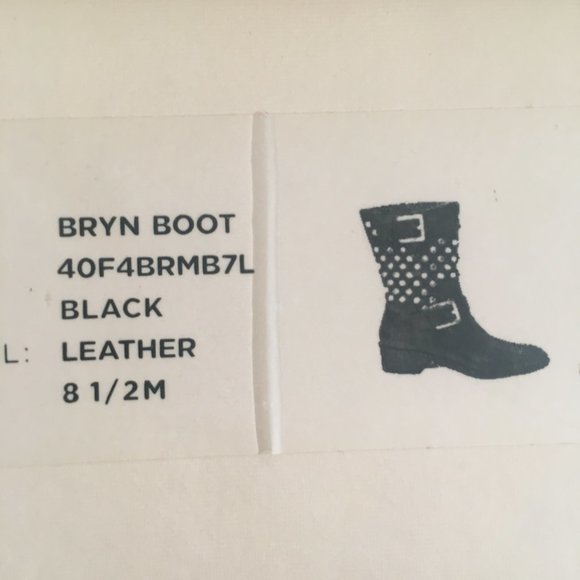 BRYN BOOT
40F4BRMB7L
BLACK
L: LEATHER
8 1/2M